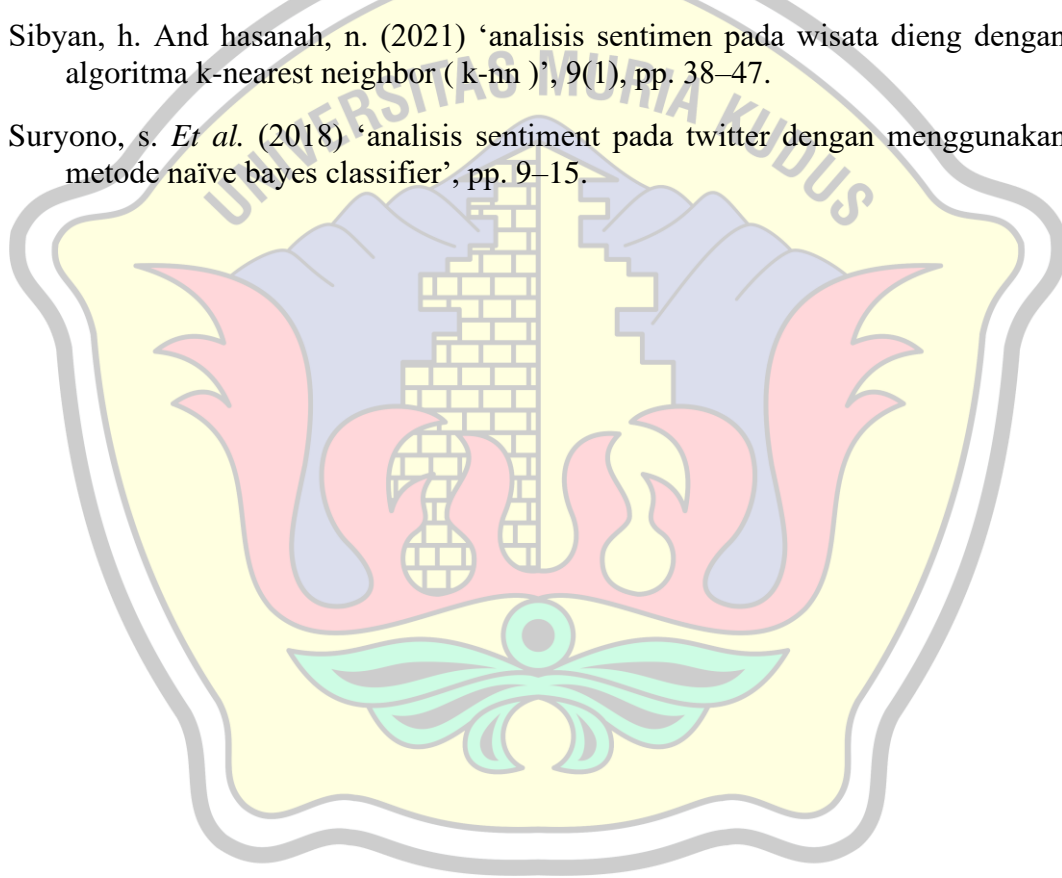 Sibyan, h. And hasanah, n. (2021) ‘analisis sentimen pada wisata dieng dengan
algoritma k-nearest neighbor ( k-nn )’, 9(1), pp. 38–47.
Suryono, s. Et al. (2018) ‘analisis sentiment pada twitter dengan menggunakan
metode naïve bayes classifier’, pp. 9–15.
UNIVERSITAS MURIA KUDUS